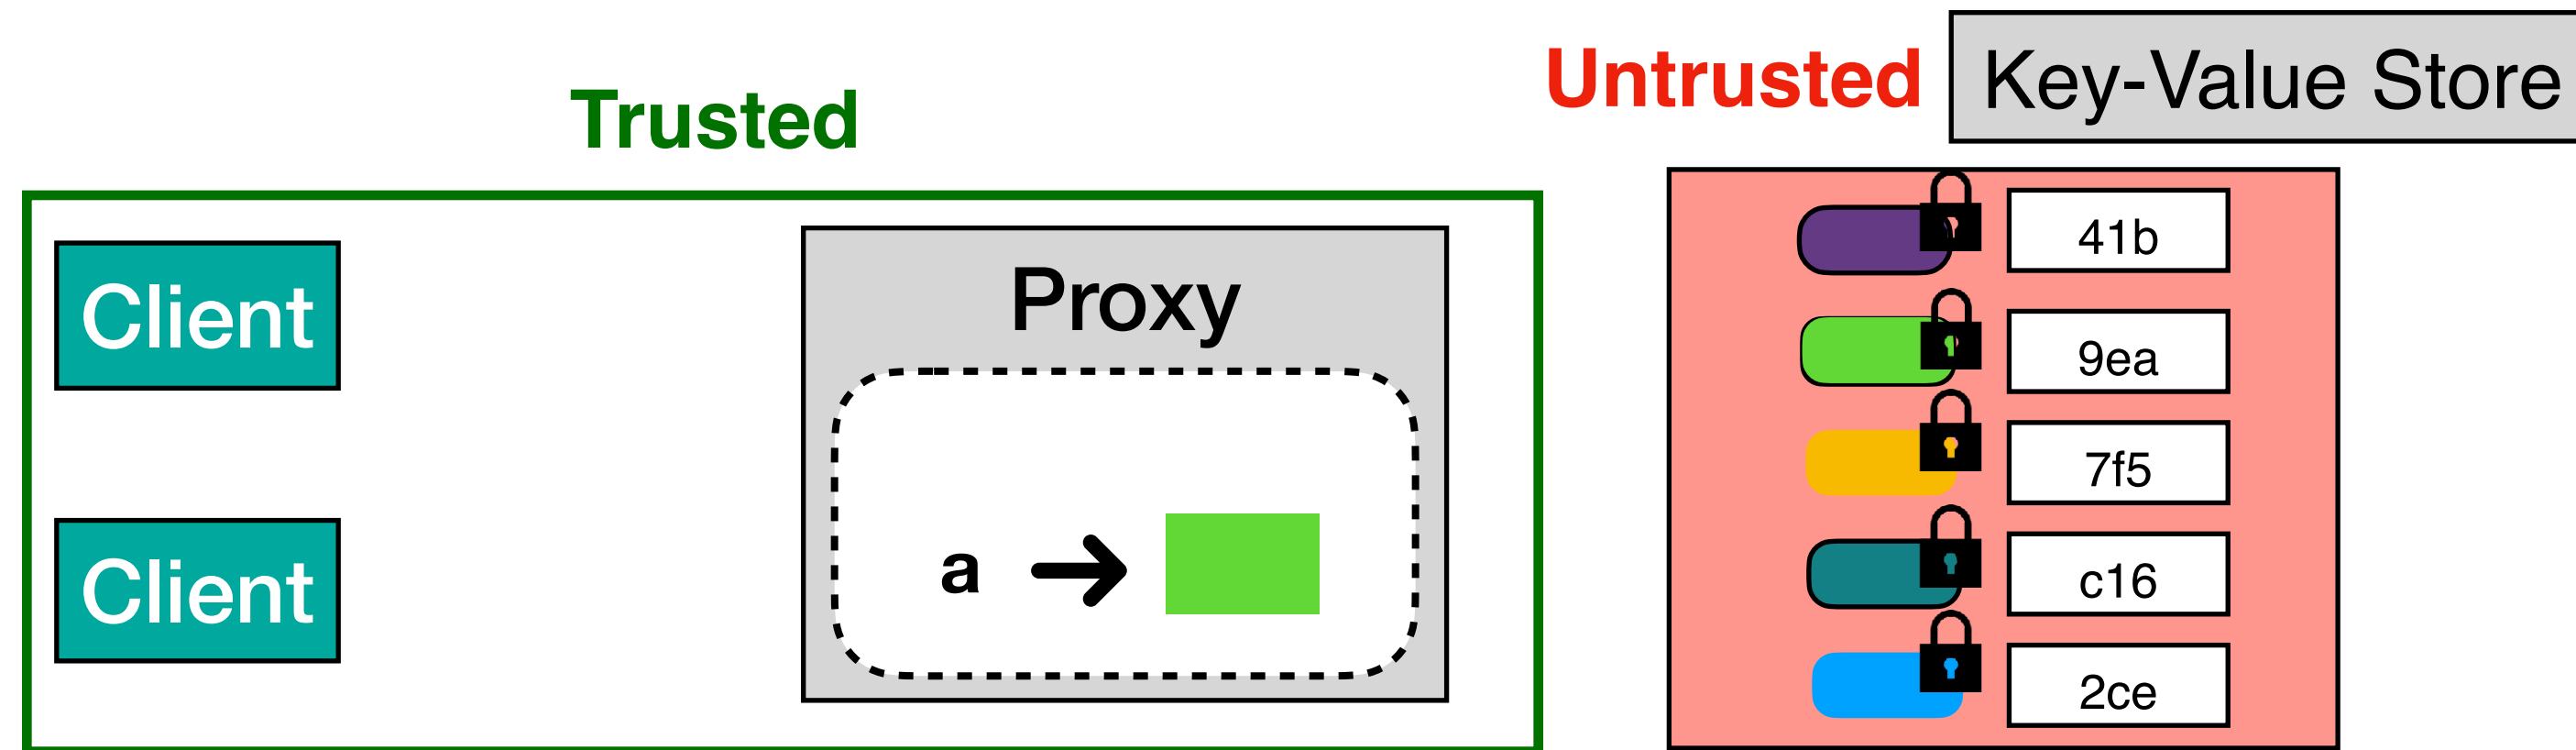 Trusted
Untrusted
Key-Value Store
Client
Client
Proxy
a
41b
9ea
7f5
c16
2ce